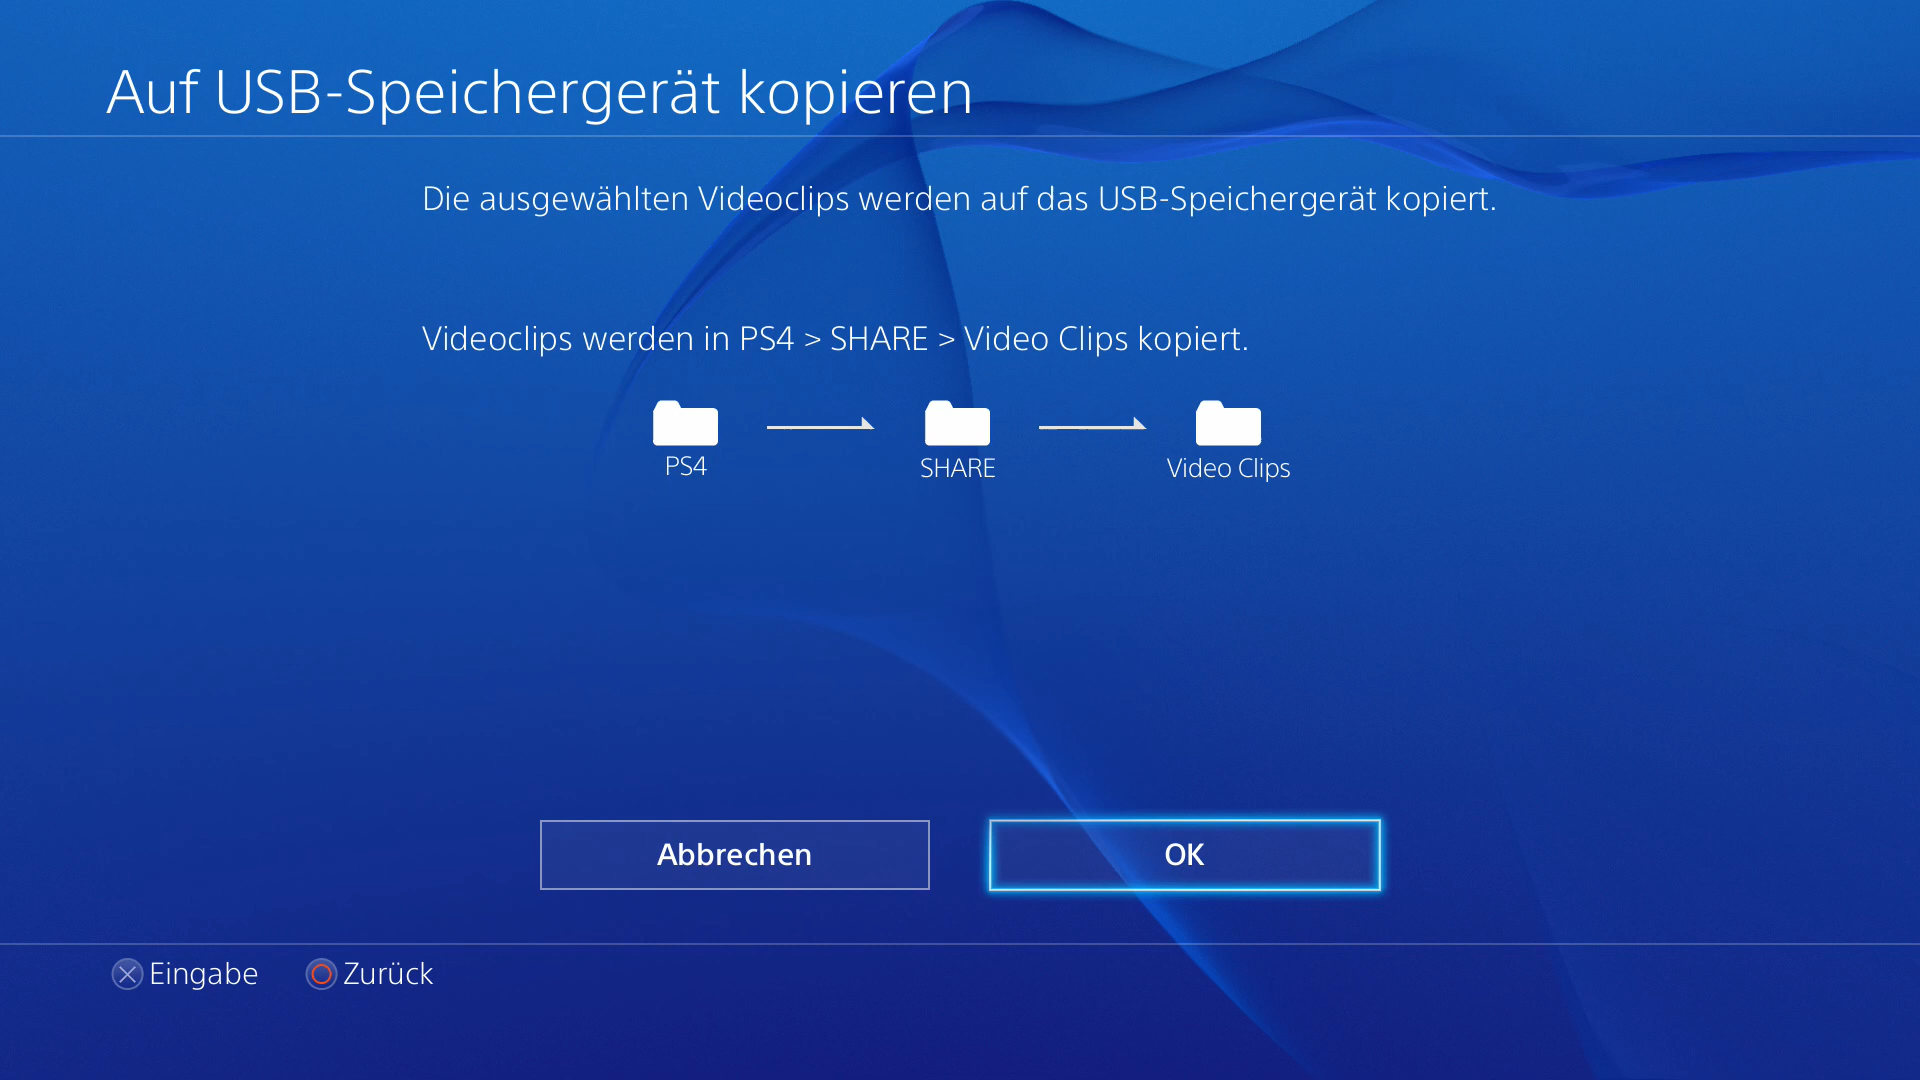 Auf USB-Speichergerät kopieren
Die ausgewählten Videoclips werden auf das USB-Speichergerät kopiert.
Videoclips werden in PS4 > SHARE > Video Clips kopiert.
PS4
SHARE
Video Clips
Abbrechen
OK
Eingabe
Zurück